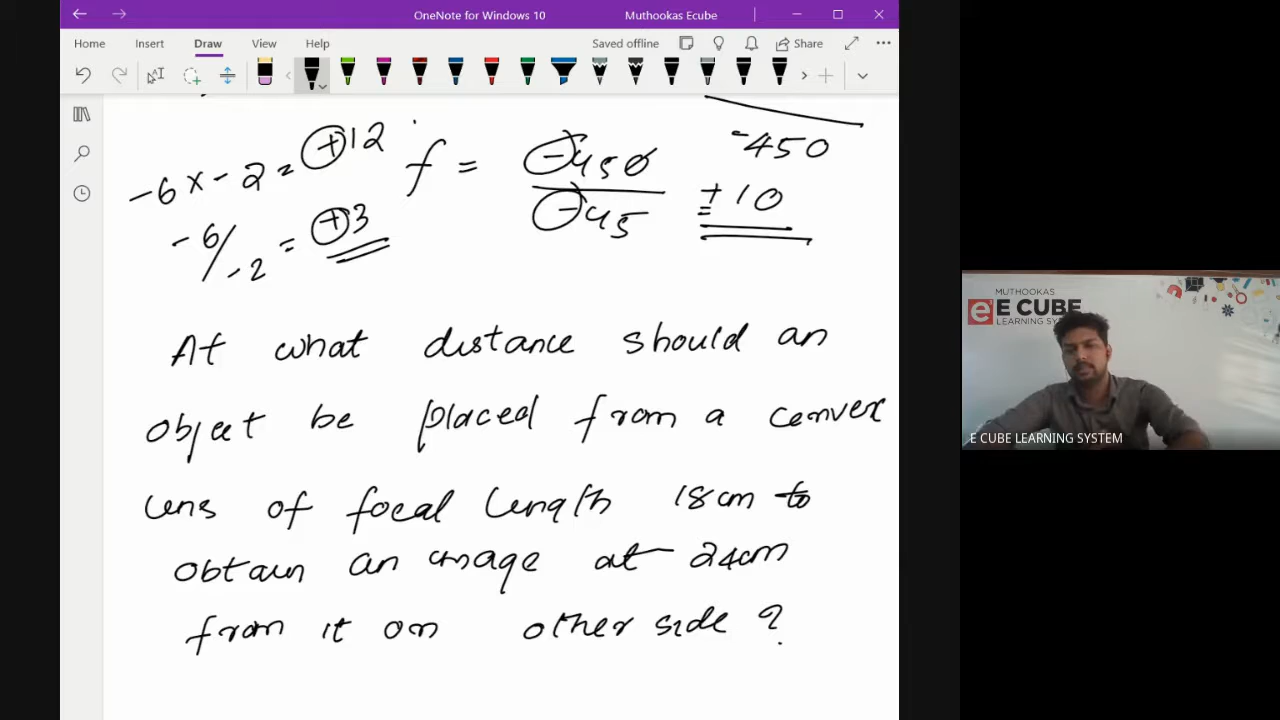 OneNote for Windows 10
Muthookas Ecube
Home Insert Draw View Help
Saved offline
Share
-450
-6 x -2 = +12
f = -450 / -45
+10
-6/-2 = +3
At what distance should an
object be placed from a convex
lens of focal length 18cm to
obtain an image at 24cm
from it on other side ?
MUTHOOKAS
e E CUBE
LEARNING
E CUBE LEARNING SYSTEM